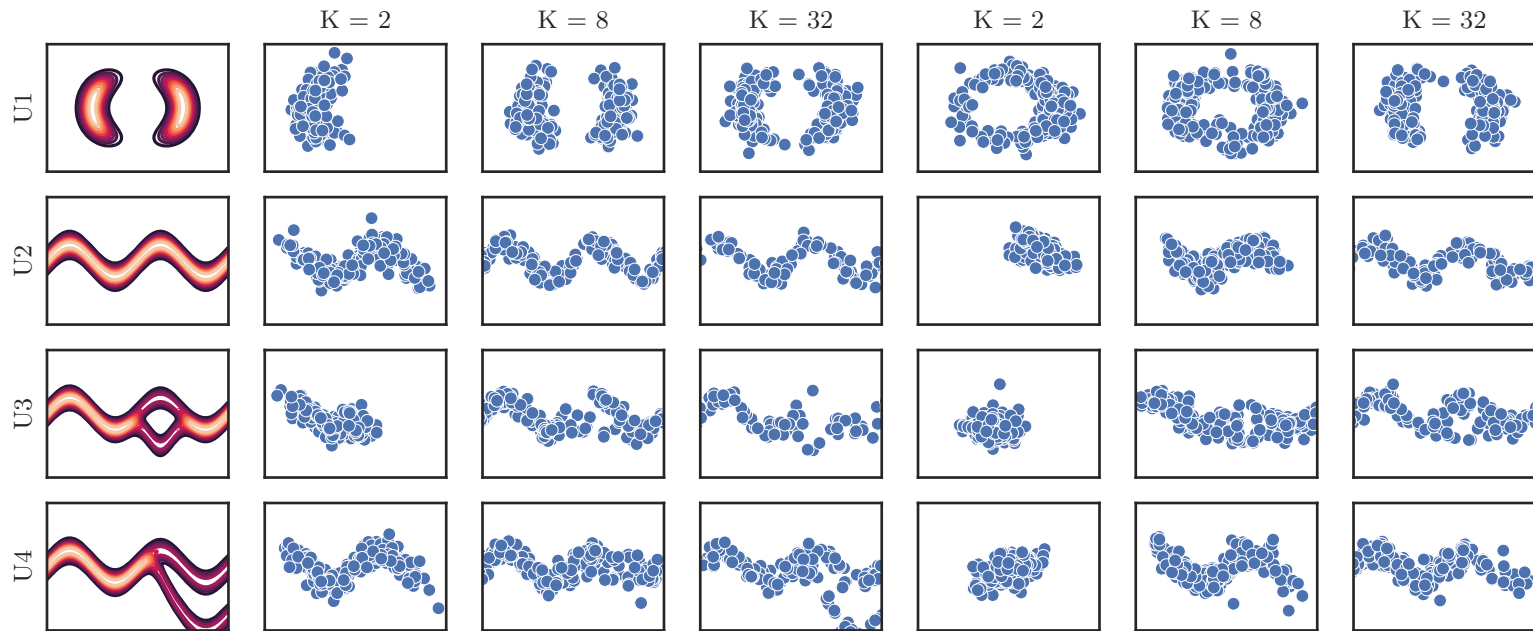 K = 2 K = 8 K = 32 K = 2 K = 8 K = 32
U1
U2
U3
U4